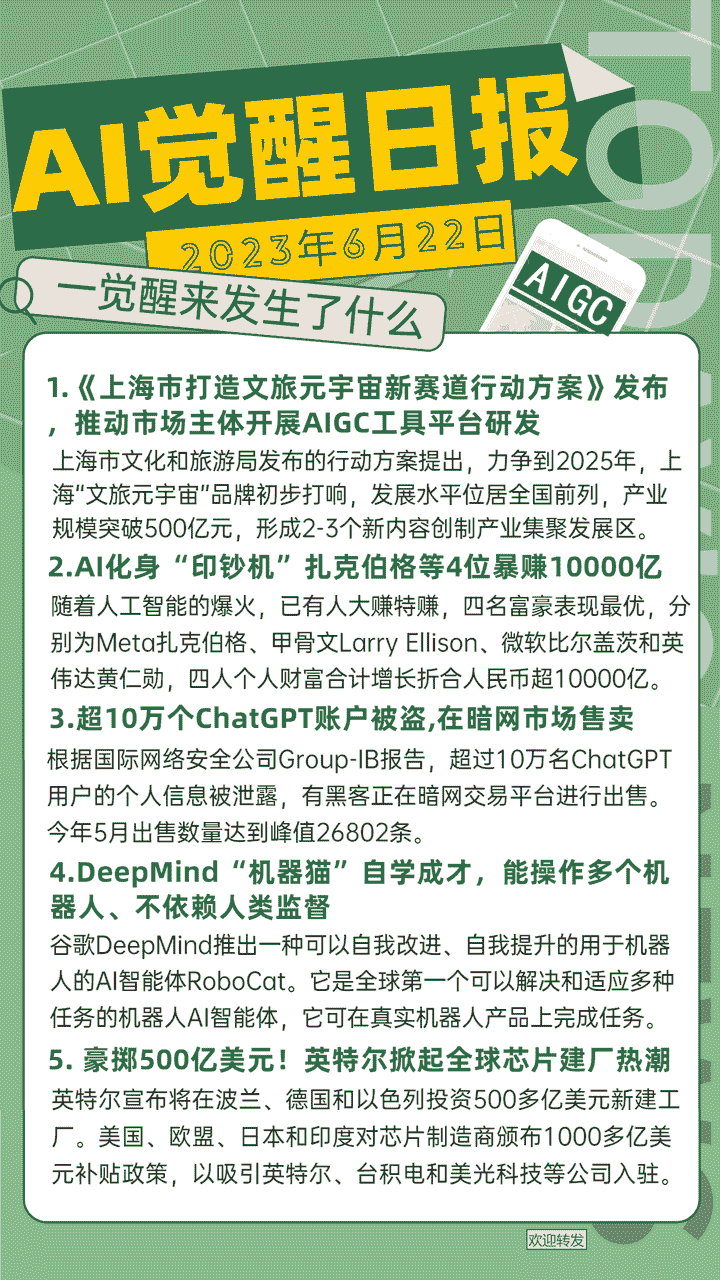 AI觉醒日报
2023年6月22日
一觉醒来发生了什么
AIGC
1.《上海市打造文旅元宇宙新赛道行动方案》发布
，推动市场主体开展AIGC工具平台研发
上海市文化和旅游局发布的行动方案提出，力争到2025年，上
海“文旅元宇宙”品牌初步打响，发展水平位居全国前列，产业
规模突破500亿元，形成2-3个新内容创制产业集聚发展区。
2.AI化身“印钞机”扎克伯格等4位暴赚10000亿
随着人工智能的爆火，已有人大赚特赚，四名富豪表现最优，分
别为Meta扎克伯格、甲骨文Larry Ellison、微软比尔盖茨和英
伟达黄仁勋，四人个人财富合计增长折合人民币超10000亿。
3.超10万个ChatGPT账户被盗,在暗网市场售卖
根据国际网络安全公司Group-IB报告，超过10万名ChatGPT
用户的个人信息被泄露，有黑客正在暗网交易平台进行出售。
今年5月出售数量达到峰值26802条。
4.DeepMind“机器猫”自学成才，能操作多个机
器人、不依赖人类监督
谷歌DeepMind推出一种可以自我改进、自我提升的用于机器
人的AI智能体RoboCat。它是全球第一个可以解决和适应多种
任务的机器人AI智能体，它可在真实机器人产品上完成任务。
5. 豪掷500亿美元！英特尔掀起全球芯片建厂热潮
英特尔宣布将在波兰、德国和以色列投资500多亿美元新建工
厂。美国、欧盟、日本和印度对芯片制造商颁布1000多亿美
元补贴政策，以吸引英特尔、台积电和美光科技等公司入驻。
欢迎转发